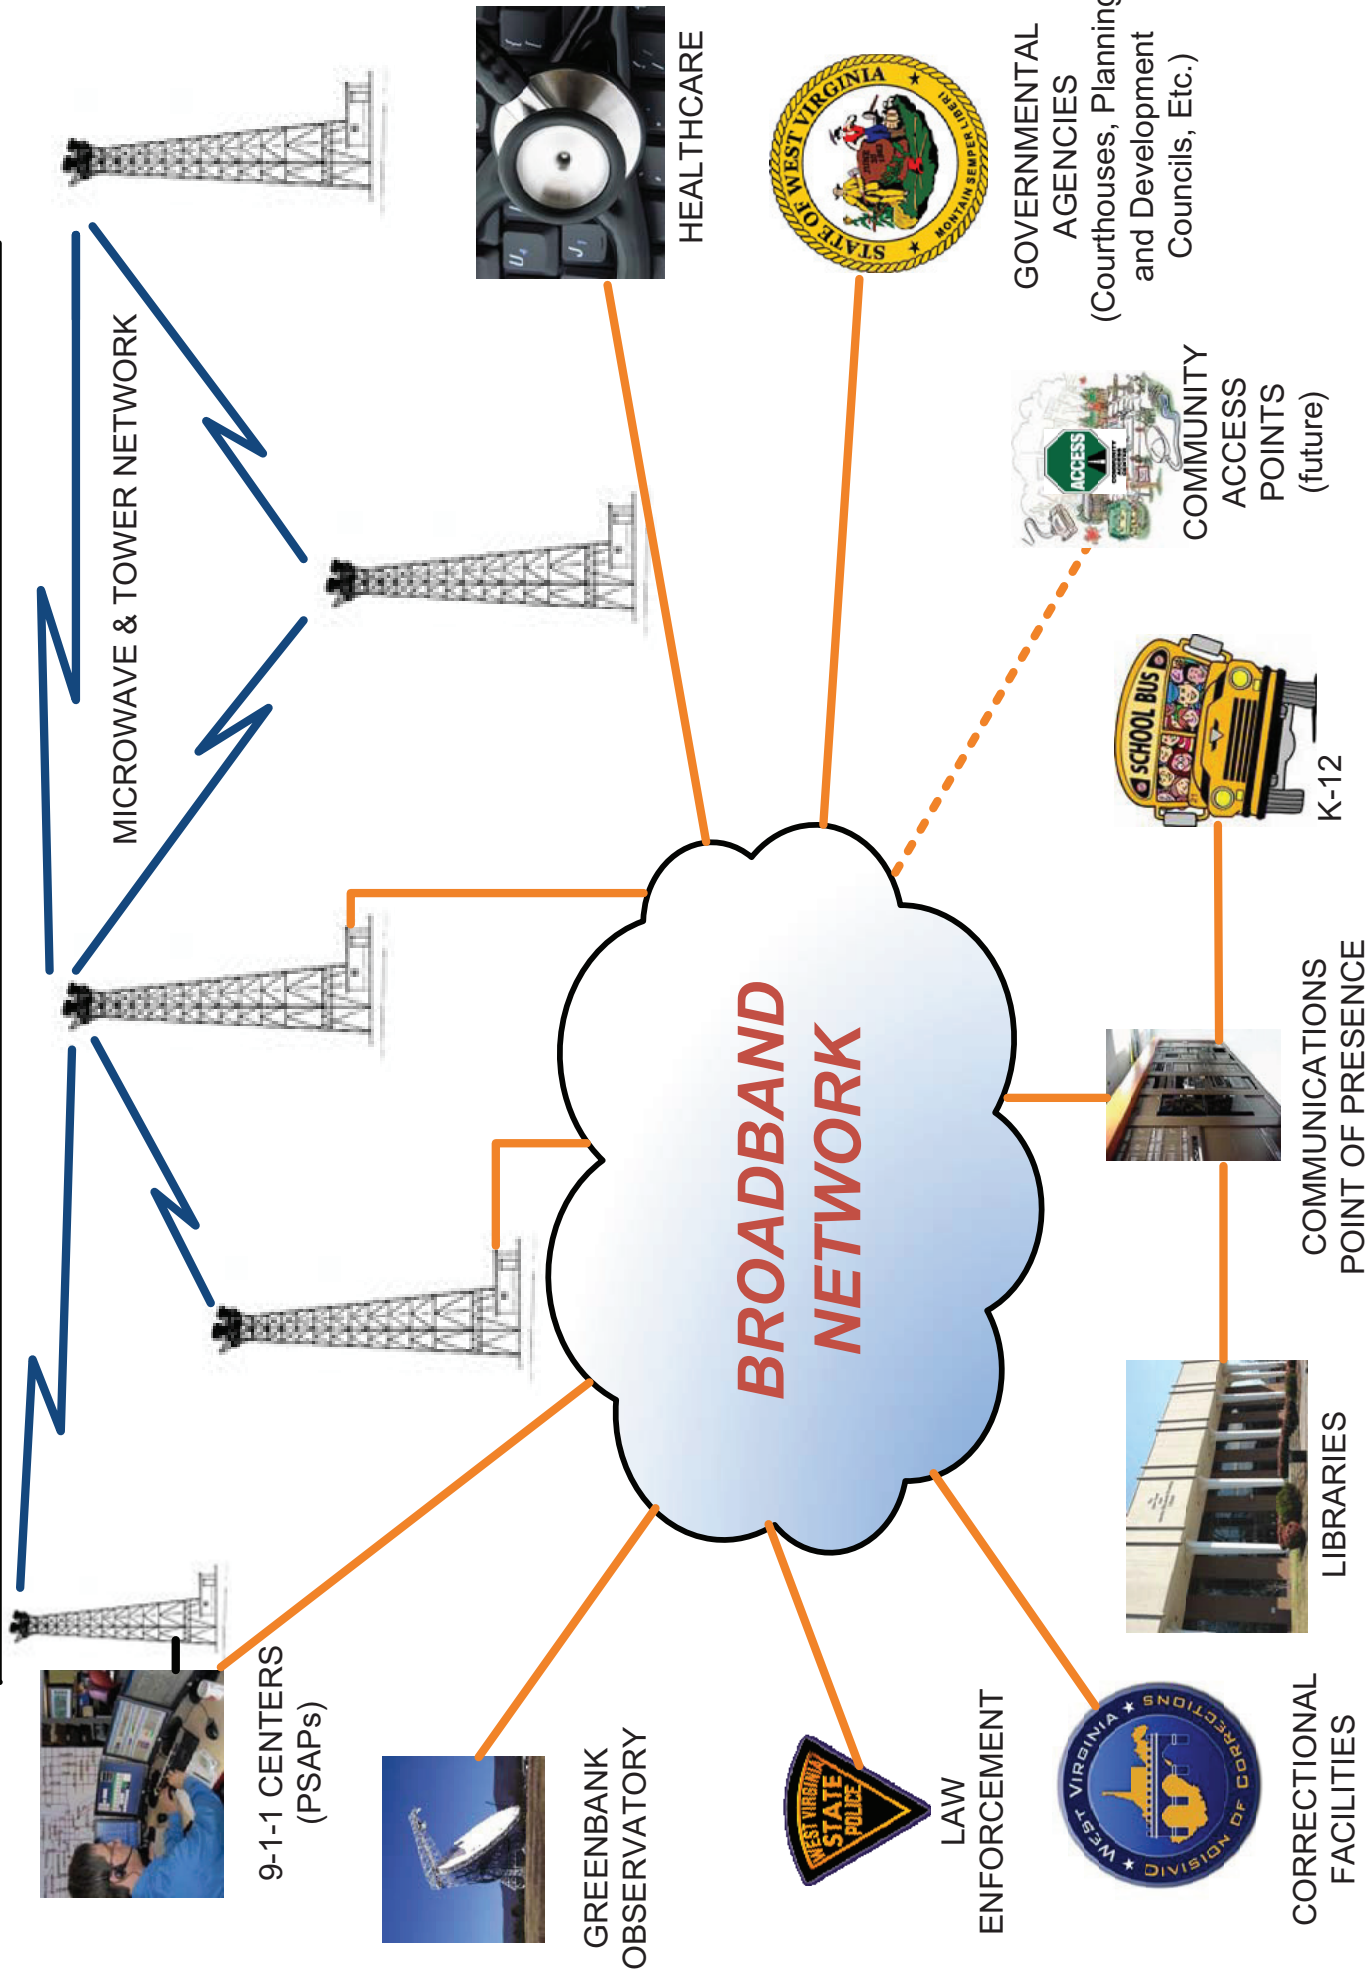 MICROWAVE & TOWER NETWORK
9-1-1 CENTERS
(PSAPs)
GREENBANK
OBSERVATORY
WEST VIRGINIA
STATE
POLICE
LAW
ENFORCEMENT
WEST VIRGINIA
DIVISION OF CORRECTIONS
CORRECTIONAL
FACILITIES
BROADBAND
NETWORK
HEALTHCARE
STATE OF WEST VIRGINIA
MONTANI SEMPER LIBERI
GOVERNMENTAL
AGENCIES
(Courthouses, Planning
and Development
Councils, Etc.)
ACCESS
COMMUNITY
ACCESS
POINTS
(future)
SCHOOL BUS
K-12
COMMUNICATIONS
POINT OF PRESENCE
LIBRARIES